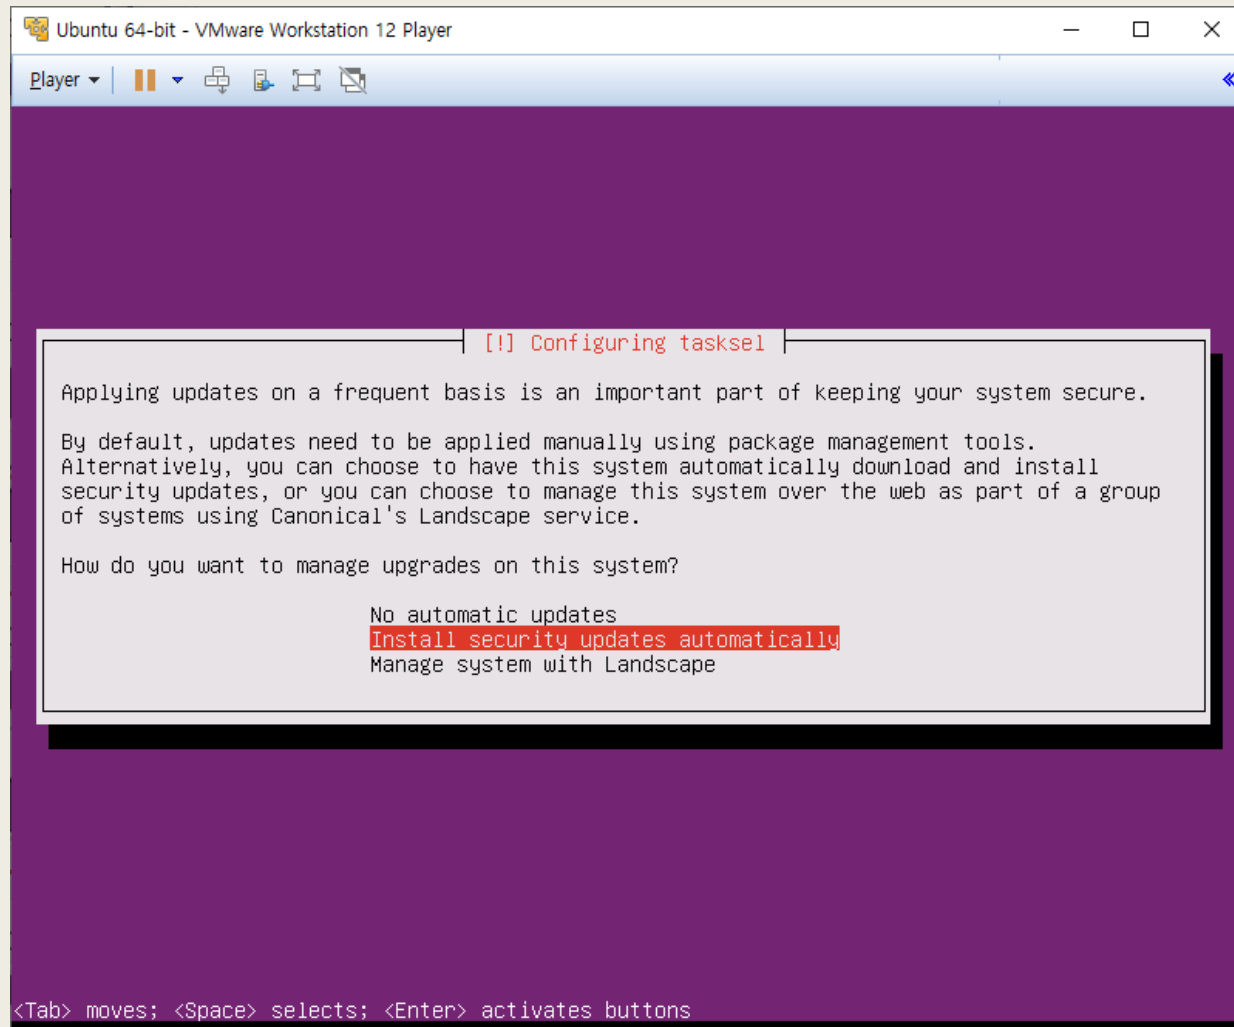 Ubuntu 64-bit - VMware Workstation 12 Player
Player
[!] Configuring tasksel
Applying updates on a frequent basis is an important part of keeping your system secure.
By default, updates need to be applied manually using package management tools.
Alternatively, you can choose to have this system automatically download and install
security updates, or you can choose to manage this system over the web as part of a group
of systems using Canonical's Landscape service.
How do you want to manage upgrades on this system?
No automatic updates
Install security updates automatically
Manage system with Landscape
<Tab> moves; <Space> selects; <Enter> activates buttons